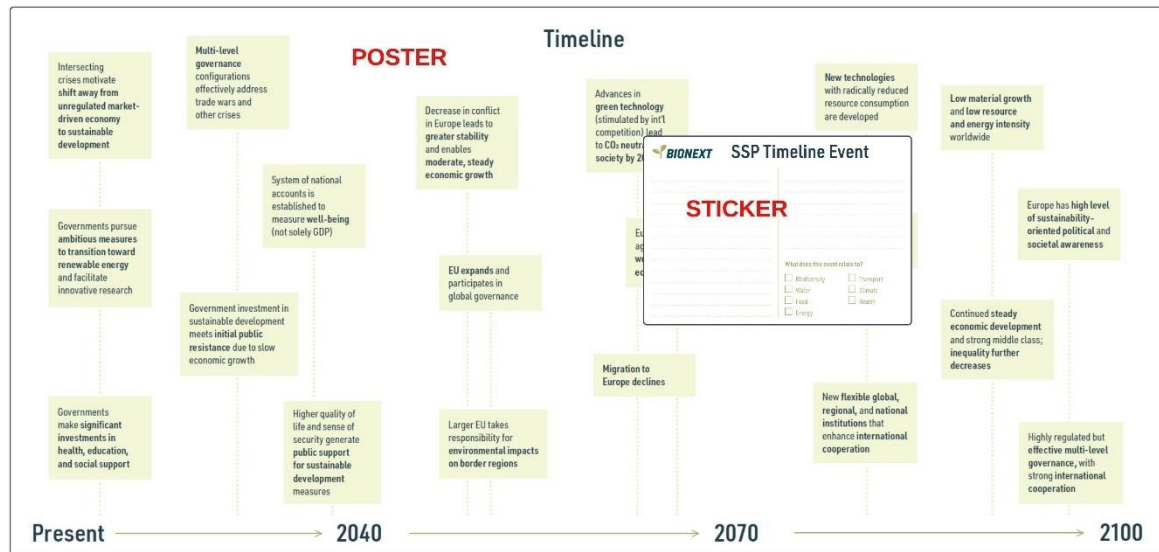 Timeline
POSTER
Intersecting
crises motivate
shift away from
unregulated market-
driven economy
to sustainable
development
Multi-level
governance
configurations
effectively address
trade wars and
other crises
Decrease in conflict
in Europe leads to
greater stability
and enables
moderate, steady
economic growth
Advances in
green technology
(stimulated by int'l
competition) lead
to CO₂ neutral
society by
New technologies
with radically reduced
resource consumption
are developed
Low material growth
and low resource
and energy intensity
worldwide
System of national
accounts is
established to
measure well-being
(not solely GDP)
BIONEXT SSP Timeline Event
STICKER
What does this event relate to?
Biodiversity
Water
Food
Energy
Transport
Climate
Health
Europe has high level
of sustainability-
oriented political and
societal awareness
Governments pursue
ambitious measures
to transition toward
renewable energy
and facilitate
innovative research
EU expands and
participates in
global governance
Government investment in
sustainable development
meets initial public
resistance due to slow
economic growth
Continued steady
economic development
and strong middle class;
inequality further
decreases
Migration to
Europe declines
Governments
make significant
investments in
health, education,
and social support
Higher quality of
life and sense of
security generate
public support
for sustainable
development
measures
Larger EU takes
responsibility for
environmental impacts
on border regions
New flexible global,
regional, and national
institutions that
enhance international
cooperation
Highly regulated but
effective multi-level
governance, with
strong international
cooperation
Present 2040 2070 2100